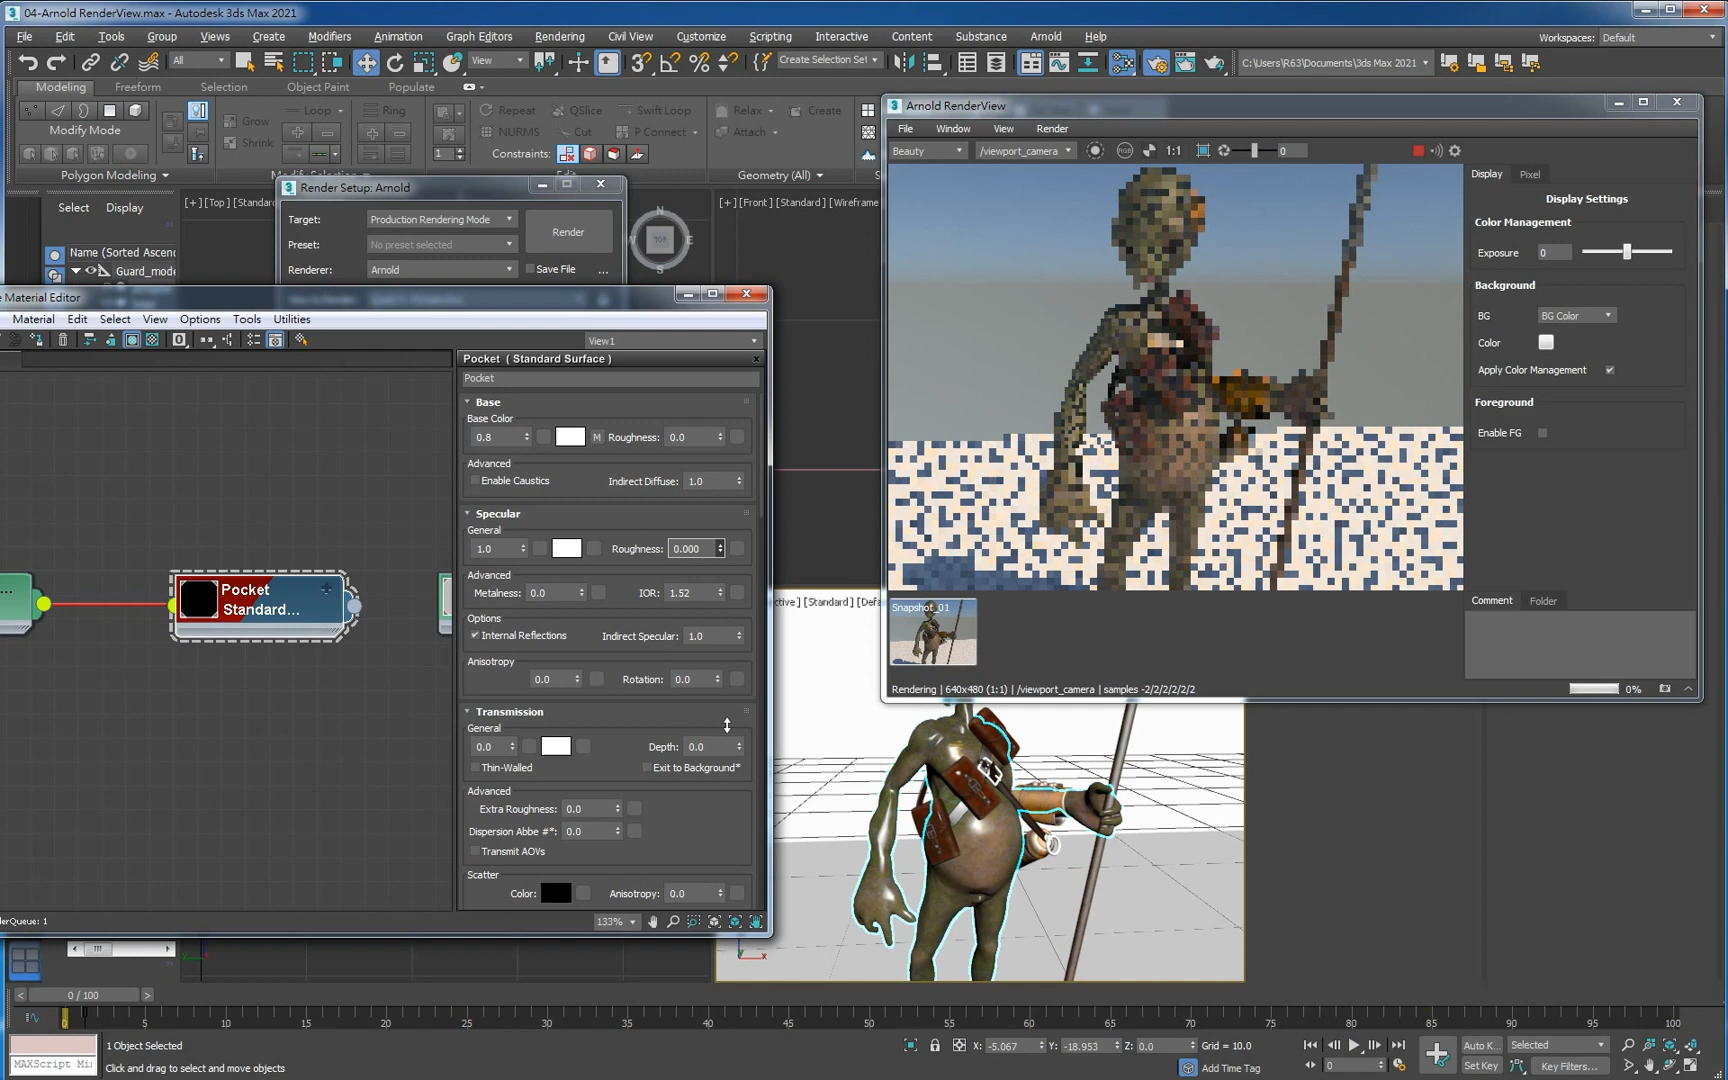 04-Arnold RenderView.max - Autodesk 3ds Max 2021
File Edit Tools Group Views Create Modifiers Animation Graph Editors Rendering Civil View Customize Scripting Interactive Content Substance Arnold Help
Workspaces: Default
All View Create Selection Set C:\Users\R63\Documents\3ds Max 2021
Modeling Freeform Selection Object Paint Populate
Loop Ring Repeat QSlice Swift Loop Relax Create
Grow NURMS Cut P Connect Attach
Modify Mode
Shrink 1 Constraints:
Polygon Modeling Edit Geometry (All)
Select Display
Name (Sorted Ascend
Guard_mode
[+] [Top] [Standard
[+] [Front] [Standard] [Wireframe
N
W TOP E
S
Render Setup: Arnold
Target: Production Rendering Mode
Render
Preset: No preset selected
Renderer: Arnold Save File ...
e Material Editor
Material Edit Select View Options Tools Utilities
View1
Pocket
Standard...
Pocket ( Standard Surface )
Pocket
Base
Base Color
0.8 M Roughness: 0.0
Advanced
Enable Caustics Indirect Diffuse: 1.0
Specular
General
1.0 Roughness: 0.000
Advanced
Metalness: 0.0 IOR: 1.52
Options
Internal Reflections Indirect Specular: 1.0
Anisotropy
0.0 Rotation: 0.0
Transmission
General
0.0 Depth: 0.0
Thin-Walled Exit to Background*
Advanced
Extra Roughness: 0.0
Dispersion Abbe #*: 0.0
Transmit AOVs
Scatter
Color: Anisotropy: 0.0
derQueue: 1
133%
Arnold RenderView
File Window View Render
Beauty /viewport_camera RGB 1:1 0
Display Pixel
Display Settings
Color Management
Exposure 0
Background
BG BG Color
Color
Apply Color Management
Foreground
Enable FG
Comment Folder
Snapshot_01
Rendering | 640x480 (1:1) | /viewport_camera | samples -2/2/2/2/2/2
0%
ctive ] [Standard ] [Defa
0 / 100
0 5 10 15 20 25 30 35 40 45 50 55 60 65 70 75 80 85 90 95 100
1 Object Selected
X: -5.067 Y: -18.953 Z: 0.0 Grid = 10.0
Auto K... Selected
MAXScript Mi
Click and drag to select and move objects
Add Time Tag
0
Set Key Key Filters...